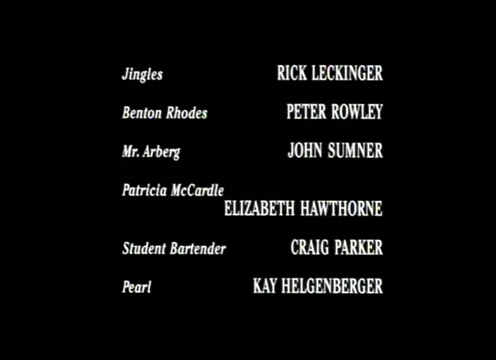 Jingles RICK LECKINGER
Benton Rhodes PETER ROWLEY
Mr. Arberg JOHN SUMNER
Patricia McCardle
ELIZABETH HAWTHORNE
Student Bartender CRAIG PARKER
Pearl KAY HELGENBERGER